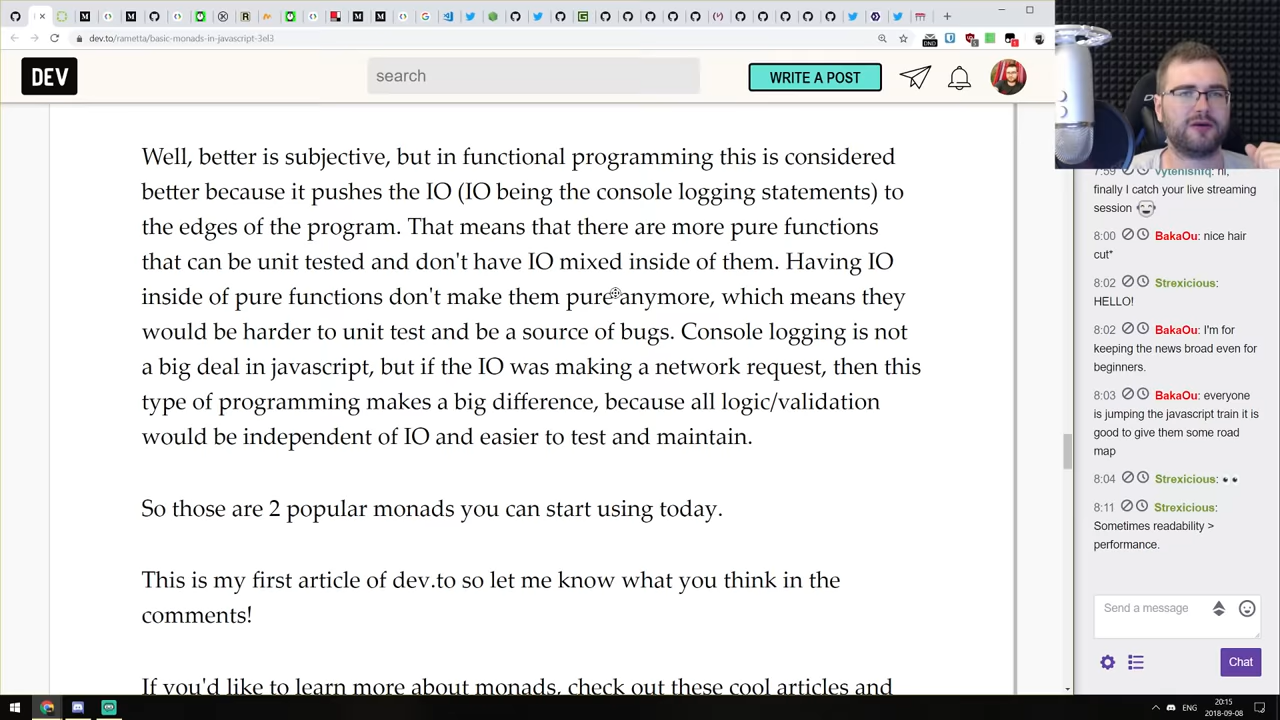 dev.to/rametta/basic-monads-in-javascript-3el3
DEV
search
WRITE A POST
Well, better is subjective, but in functional programming this is considered
better because it pushes the IO (IO being the console logging statements) to
the edges of the program. That means that there are more pure functions
that can be unit tested and don't have IO mixed inside of them. Having IO
inside of pure functions don't make them pure anymore, which means they
would be harder to unit test and be a source of bugs. Console logging is not
a big deal in javascript, but if the IO was making a network request, then this
type of programming makes a big difference, because all logic/validation
would be independent of IO and easier to test and maintain.
So those are 2 popular monads you can start using today.
This is my first article of dev.to so let me know what you think in the
comments!
If you'd like to learn more about monads, check out these cool articles and
7:59 hi,
finally I catch your live streaming
session
8:00 BakaOu: nice hair
cut*
8:02 Strexicious:
HELLO!
8:02 BakaOu: I'm for
keeping the news broad even for
beginners.
8:03 BakaOu: everyone
is jumping the javascript train it is
good to give them some road
map
8:04 Strexicious:
8:11 Strexicious:
Sometimes readability >
performance.
Send a message
Chat
ENG
20:15
2018-09-08